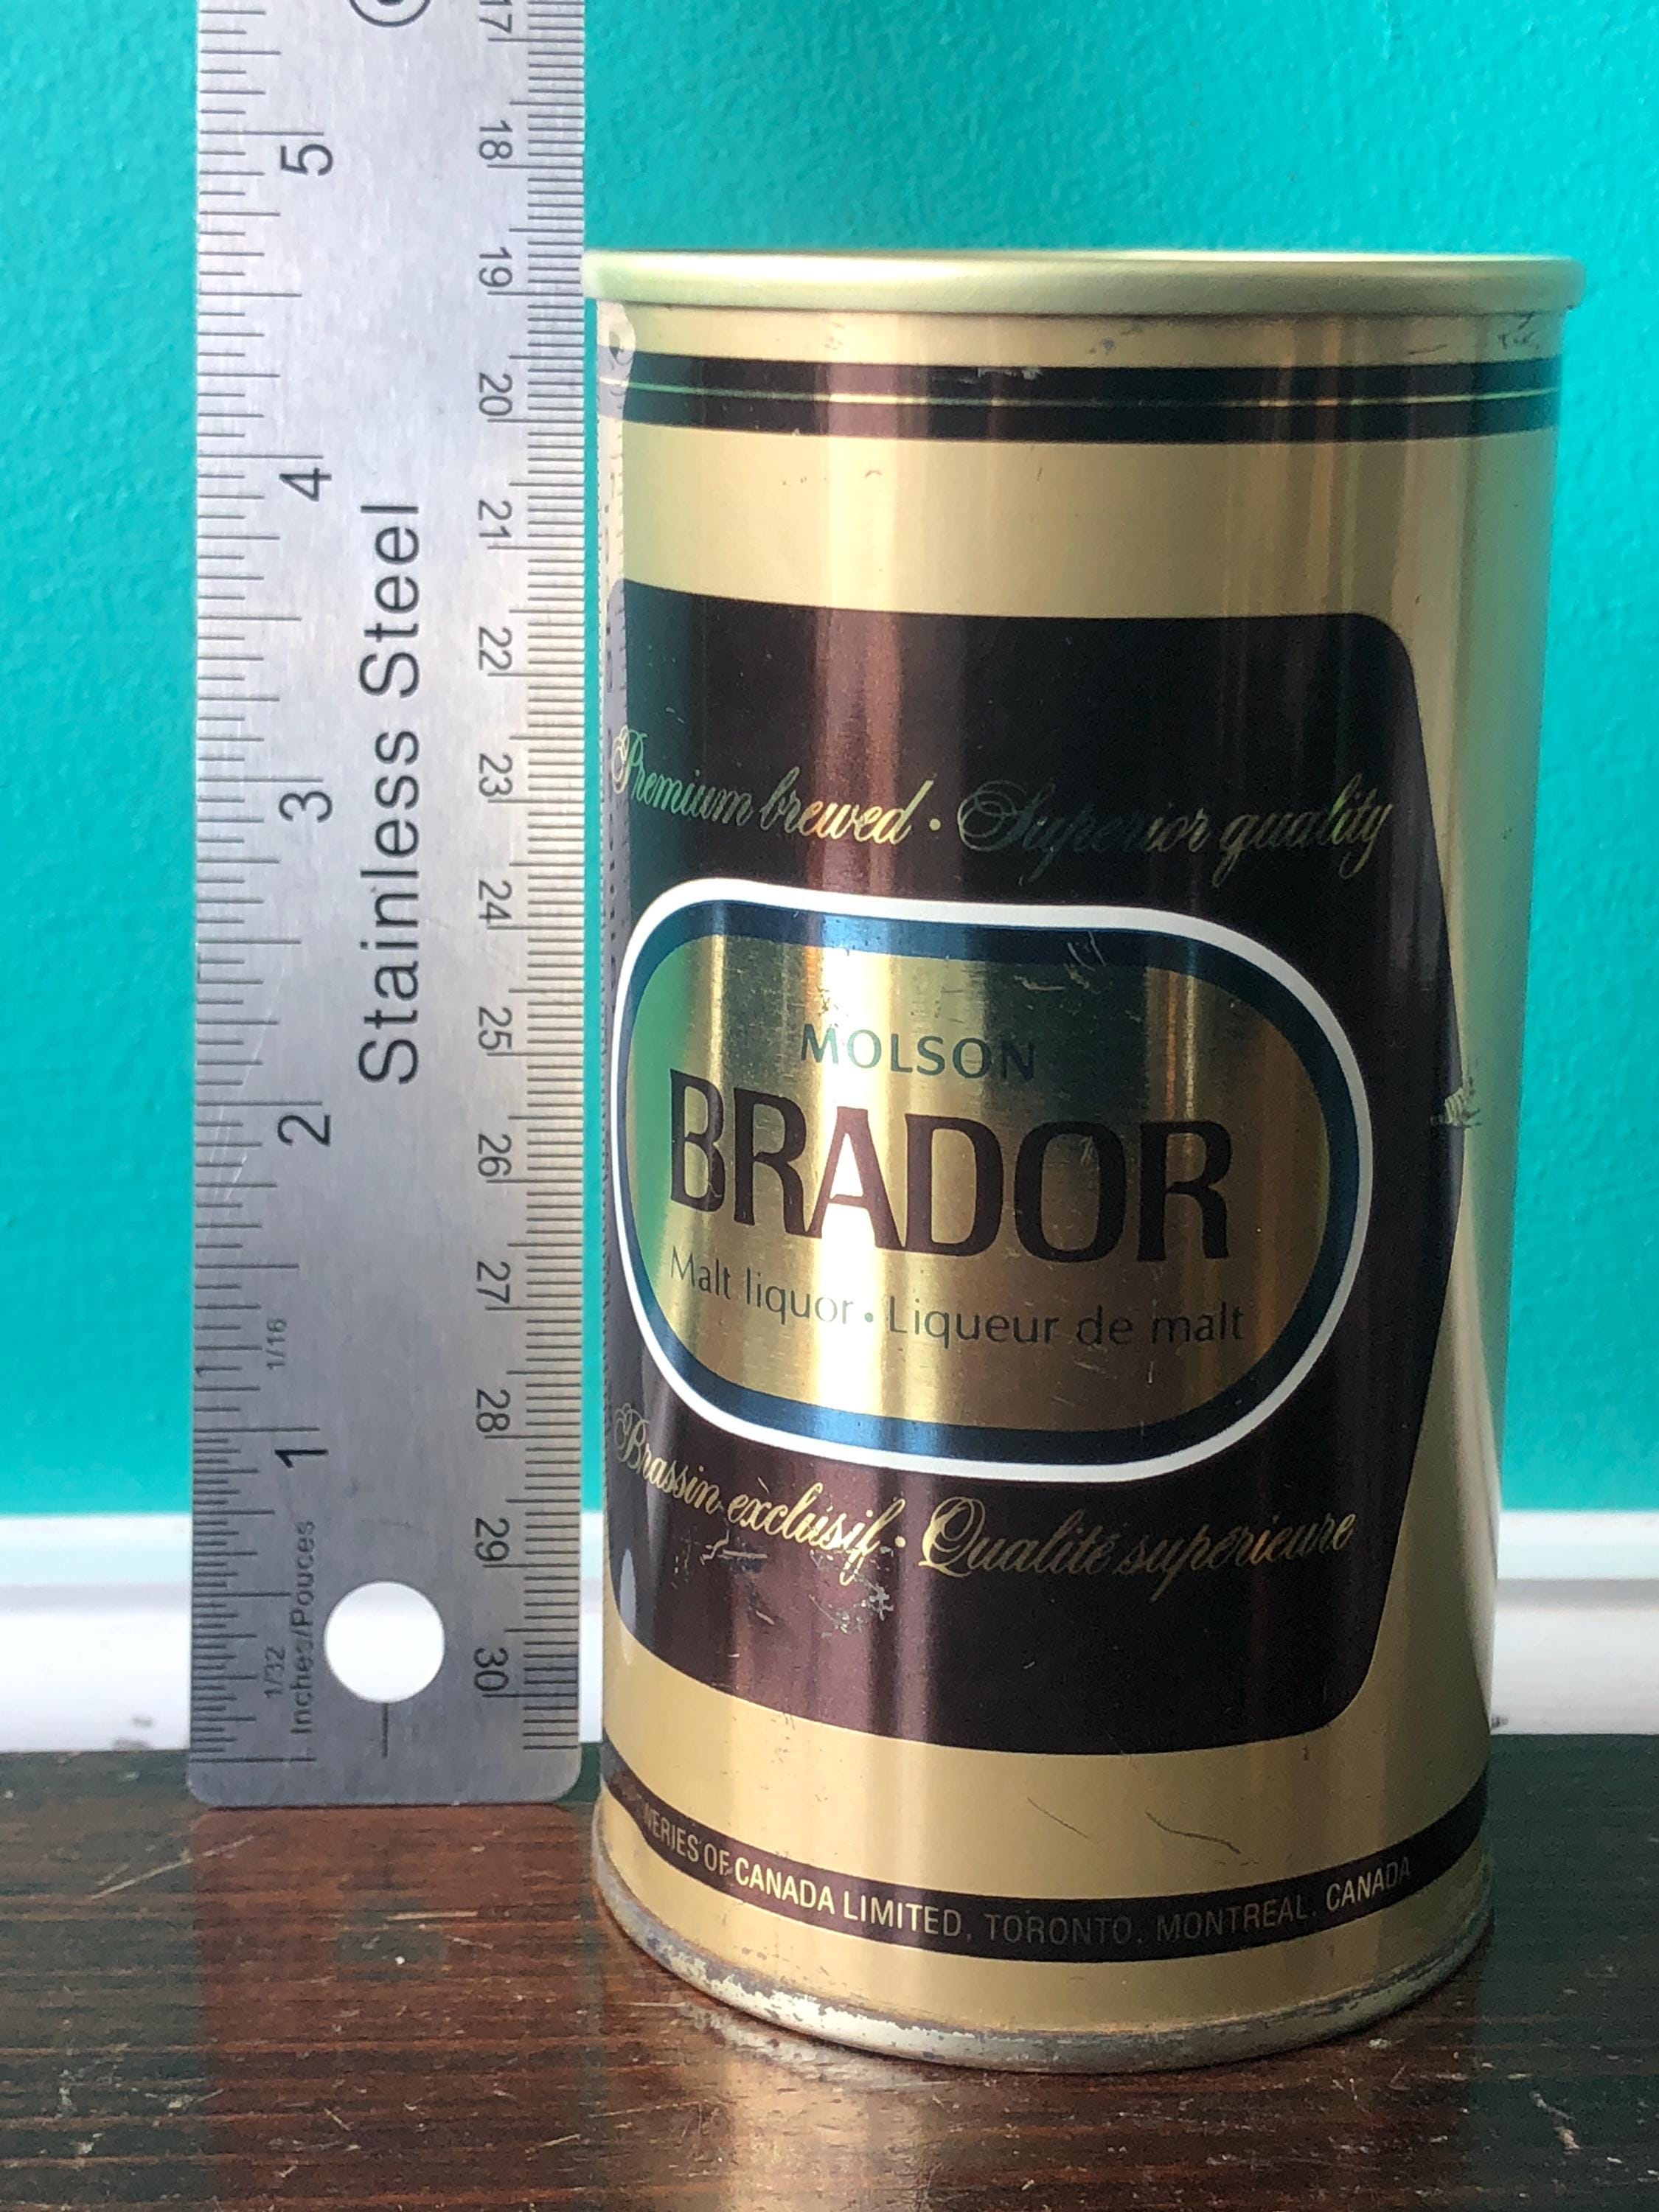 Premium brewed • Superior quality
MOLSON
BRADOR
Malt liquor • Liqueur de malt
Brassin exclusif • Qualité supérieure
OF CANADA LIMITED, TORONTO, MONTREAL, CANADA
Stainless Steel
5
4
3
2
1
1/16
1/32
Inches/Pouces
17
18
19
20
21
22
23
24
25
26
27
28
29
30